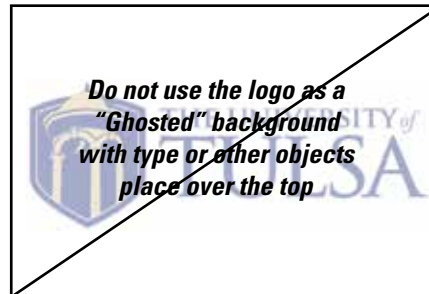 Do not use the logo as a
“Ghosted” background
with type or other objects
place over the top
THE UNIVERSITY of
TULSA